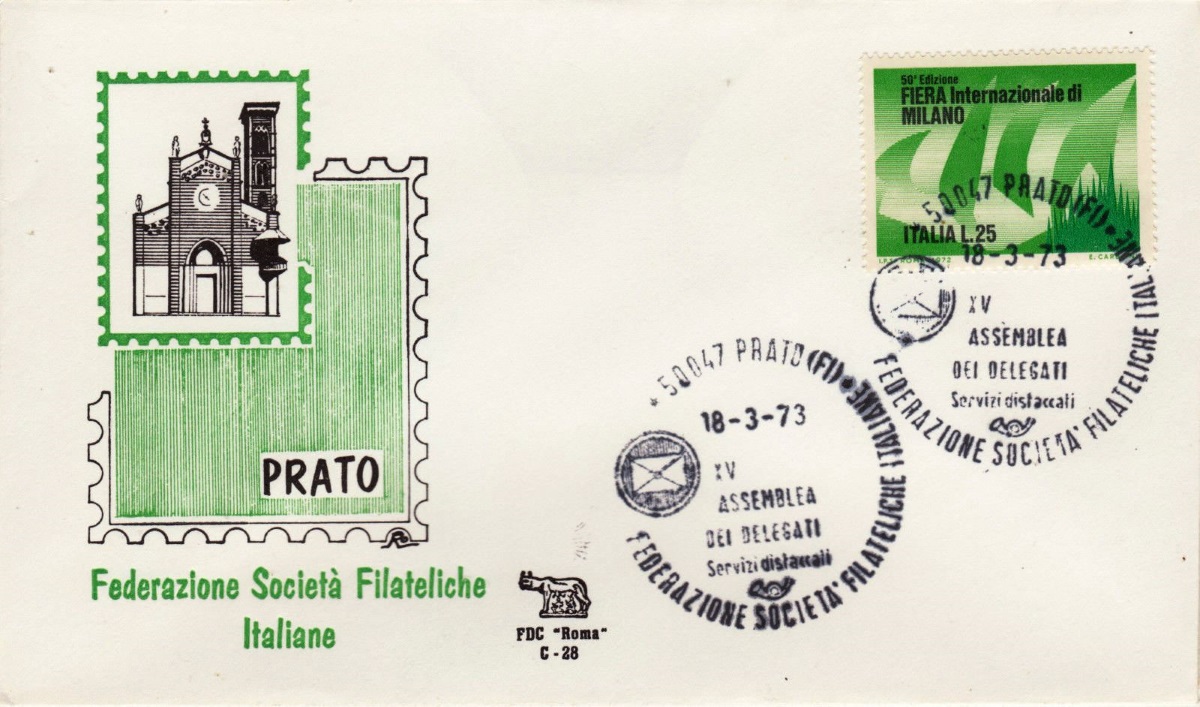 50ª Edizione
FIERA Internazionale di
MILANO
ITALIA L.25
* 50047 PRATO (FI) *
18-3-73
XV
ASSEMBLEA
DEI DELEGATI
Servizi distaccati
FEDERAZIONE SOCIETA' FILATELICHE ITALIANE
* 50047 PRATO (FI) *
18-3-73
XV
ASSEMBLEA
DEI DELEGATI
Servizi distaccati
FEDERAZIONE SOCIETA' FILATELICHE ITALIANE
PRATO
Federazione Società Filateliche
Italiane
FDC "Roma"
C-28